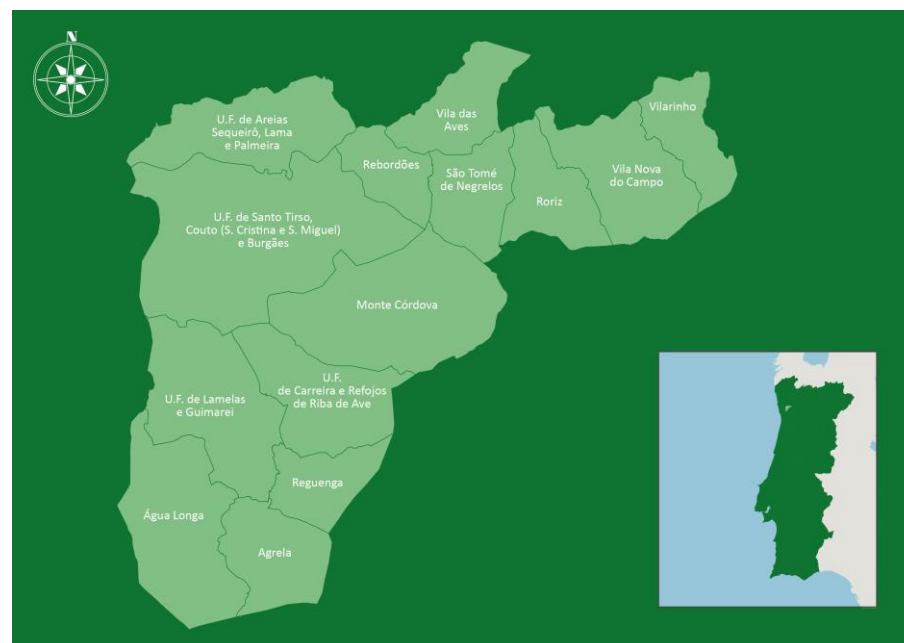 N
U.F. de Areias
Sequeirô, Lama
e Palmeira
Vila das
Aves
Vilarinho
Rebordões
São Tomé
de Negrelos
Roriz
Vila Nova
do Campo
U.F. de Santo Tirso,
Couto (S. Cristina e S. Miguel)
e Burgães
Monte Córdova
U.F. de Lamelas
e Guimarei
U.F.
de Carreira e Refojos
de Riba de Ave
Reguenga
Água Longa
Agrela